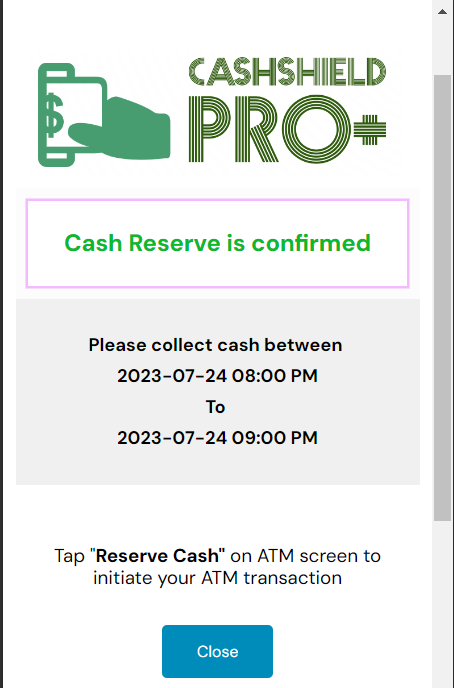 $
CASHSHIELD
PRO+
Cash Reserve is confirmed
Please collect cash between
2023-07-24 08:00 PM
To
2023-07-24 09:00 PM
Tap "Reserve Cash" on ATM screen to
initiate your ATM transaction
Close